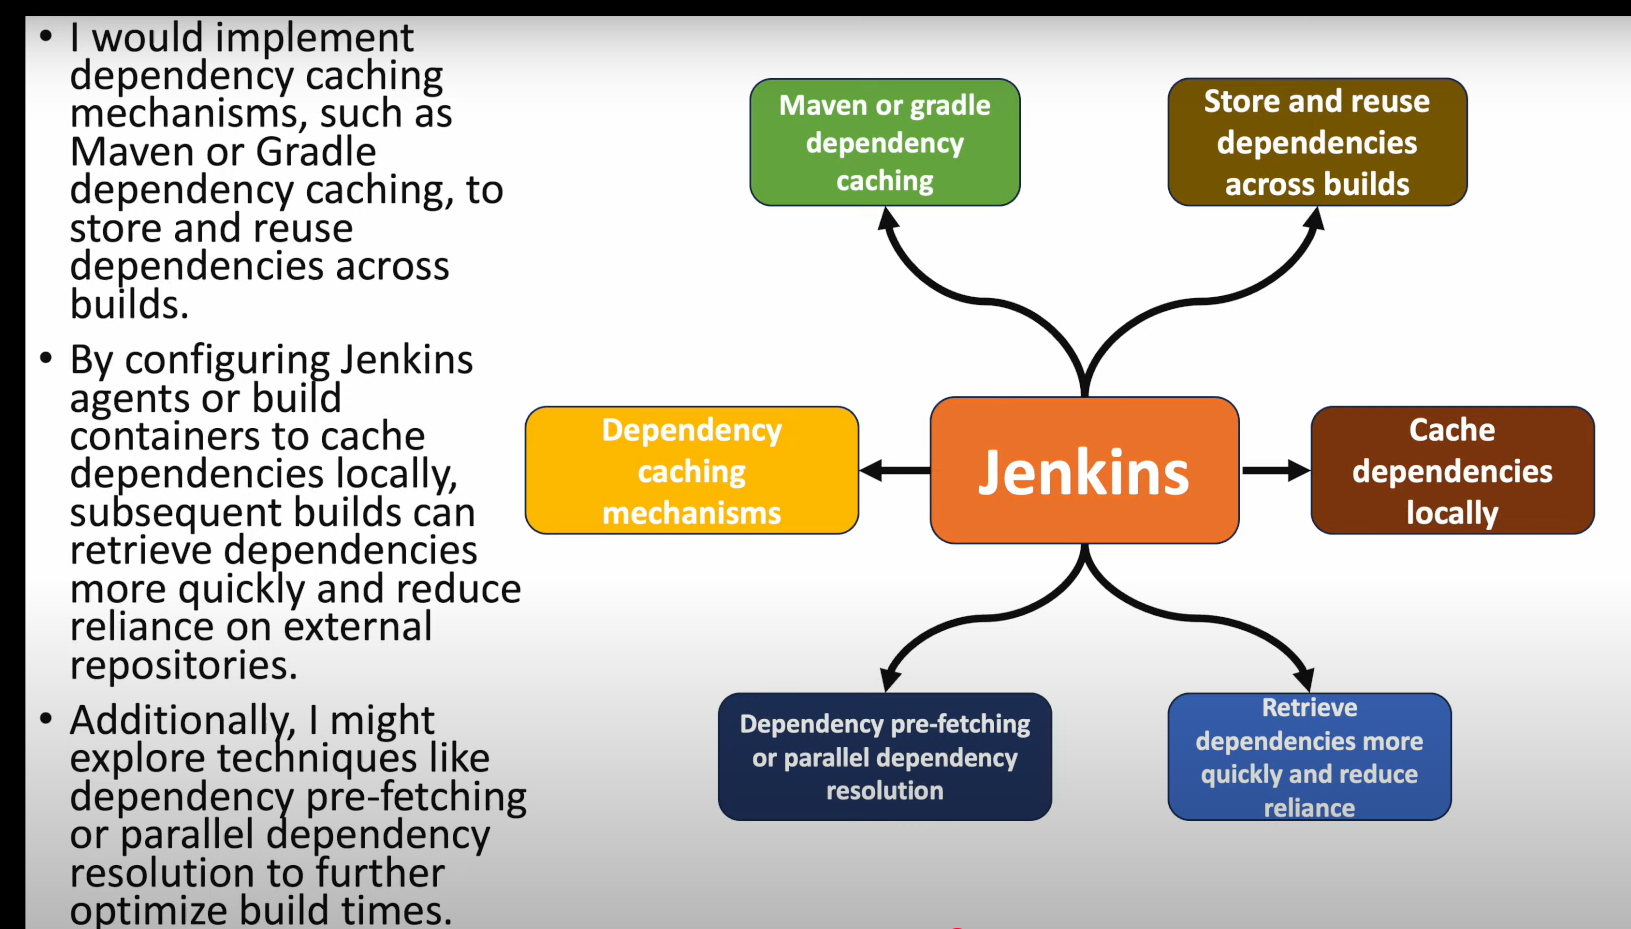 • I would implement
dependency caching
mechanisms, such as
Maven or Gradle
dependency caching, to
store and reuse
dependencies across
builds.
• By configuring Jenkins
agents or build
containers to cache
dependencies locally,
subsequent builds can
retrieve dependencies
more quickly and reduce
reliance on external
repositories.
• Additionally, I might
explore techniques like
dependency pre-fetching
or parallel dependency
resolution to further
optimize build times.
Maven or gradle
dependency
caching
Store and reuse
dependencies
across builds
Dependency
caching
mechanisms
Jenkins
Cache
dependencies
locally
Dependency pre-fetching
or parallel dependency
resolution
Retrieve
dependencies more
quickly and reduce
reliance